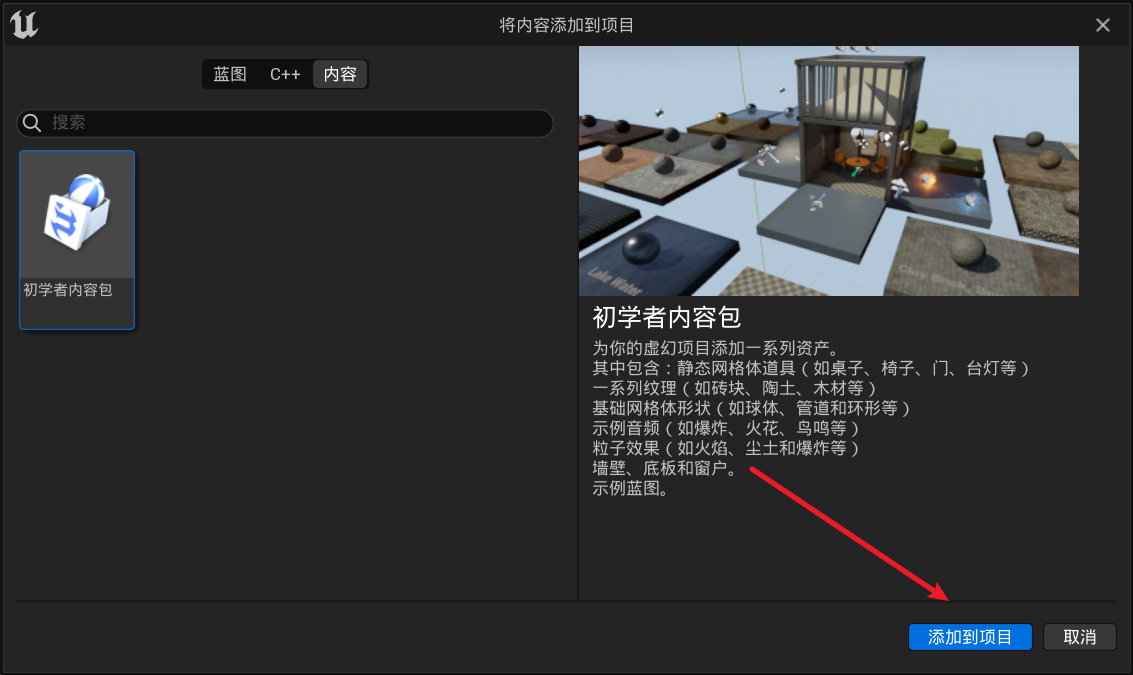 将内容添加到项目
蓝图 C++ 内容
搜索
初学者内容包
Lake Water
初学者内容包
为你的虚幻项目添加一系列资产。
其中包含：静态网格体道具（如桌子、椅子、门、台灯等）
一系列纹理（如砖块、陶土、木材等）
基础网格体形状（如球体、管道和环形等）
示例音频（如爆炸、火花、鸟鸣等）
粒子效果（如火焰、尘土和爆炸等）
墙壁、底板和窗户。
示例蓝图。
添加到项目 取消